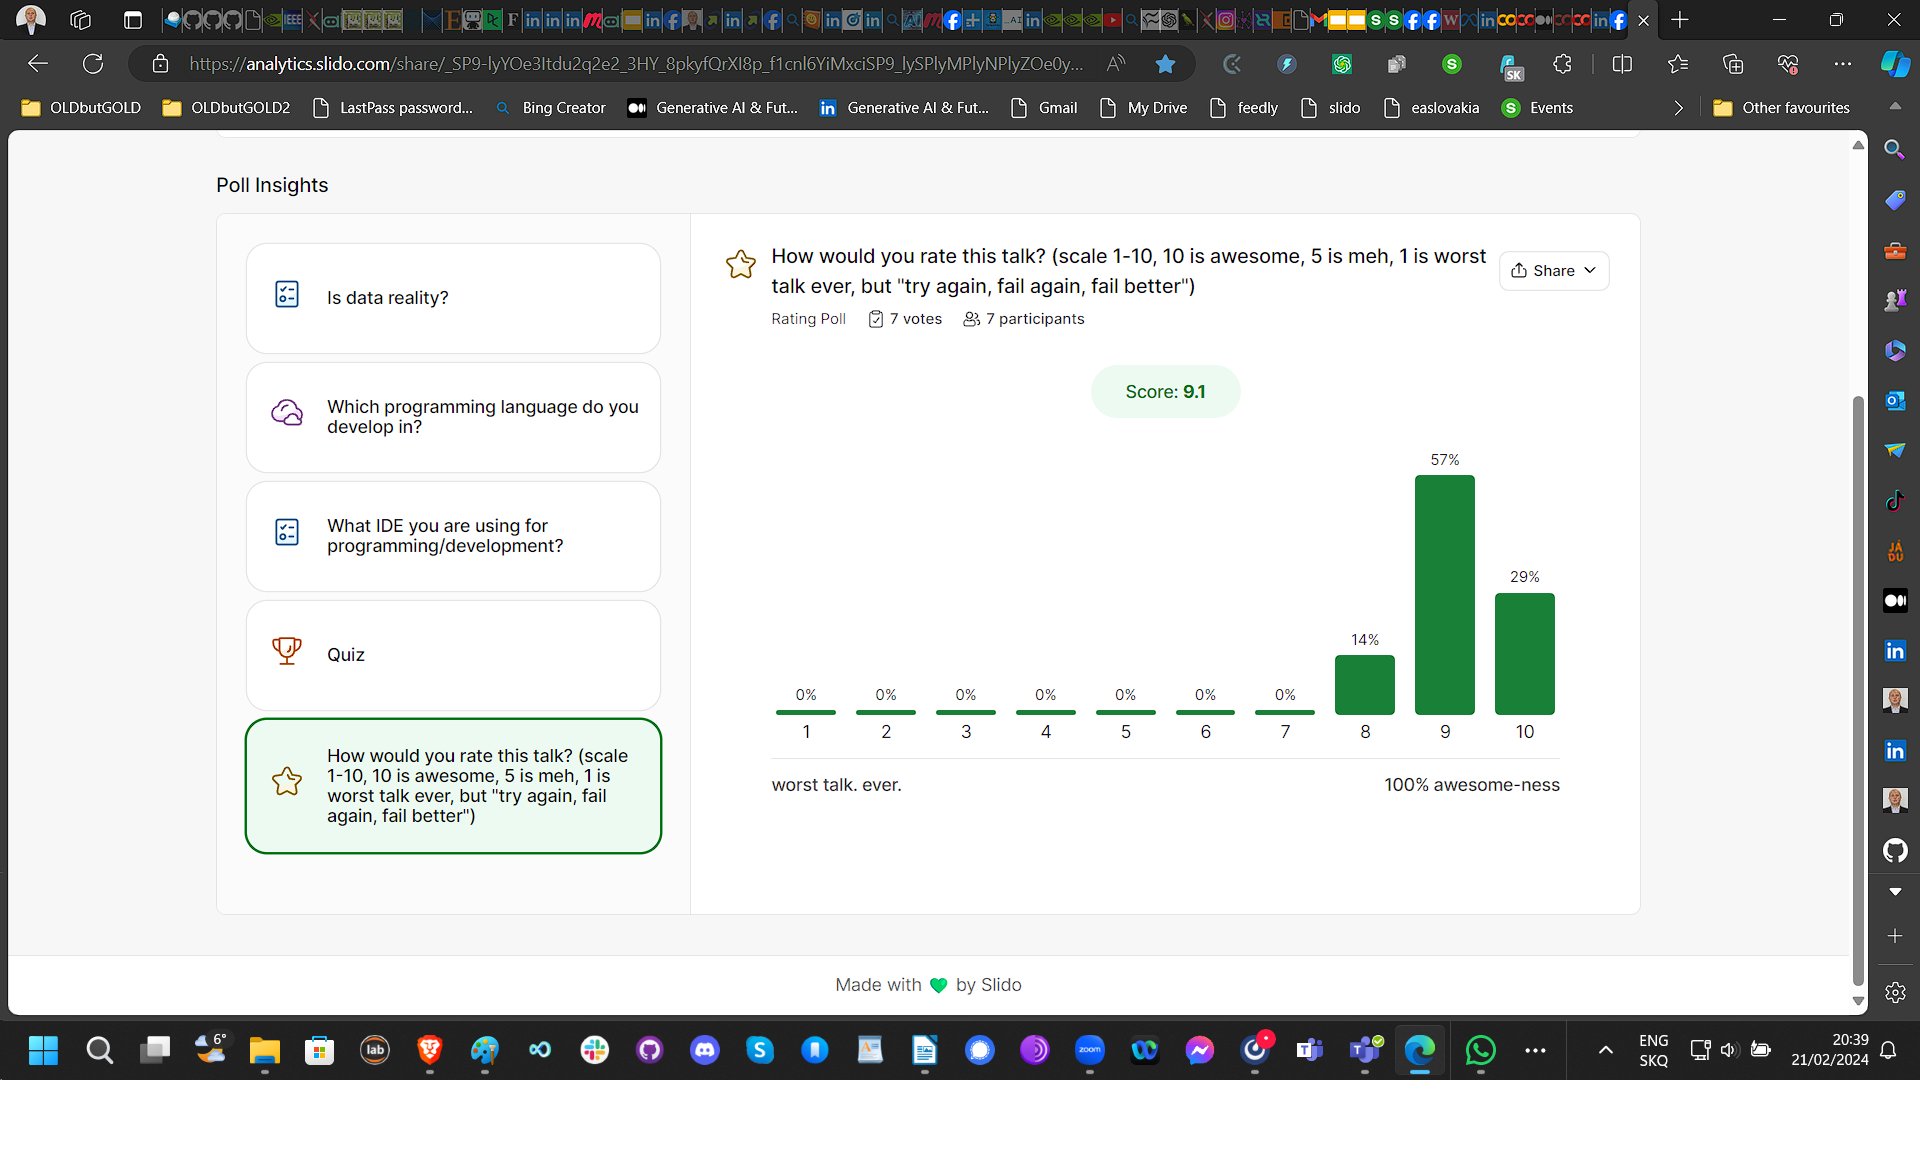 https://analytics.slido.com/share/_SP9-lyYOe3Itdu2q2e2_3HY_8pkyfQrXI8p_f1cnl6YiMxciSP9_lySPlyMPlyNPlyZOe0y...
SK
OLDbutGOLD
OLDbutGOLD2
LastPass password...
Bing Creator
Generative AI & Fut...
Generative AI & Fut...
Gmail
My Drive
feedly
slido
easlovakia
Events
Other favourites
Poll Insights
Is data reality?
Which programming language do you
develop in?
What IDE you are using for
programming/development?
Quiz
How would you rate this talk? (scale
1-10, 10 is awesome, 5 is meh, 1 is
worst talk ever, but "try again, fail
again, fail better")
How would you rate this talk? (scale 1-10, 10 is awesome, 5 is meh, 1 is worst
talk ever, but "try again, fail again, fail better")
Share
Rating Poll
7 votes
7 participants
Score: 9.1
0% 0% 0% 0% 0% 0% 0% 14% 57% 29%
1 2 3 4 5 6 7 8 9 10
worst talk. ever.
100% awesome-ness
Made with by Slido
JÁ
DU
6°
lab
zoom
ENG
SKQ
20:39
21/02/2024